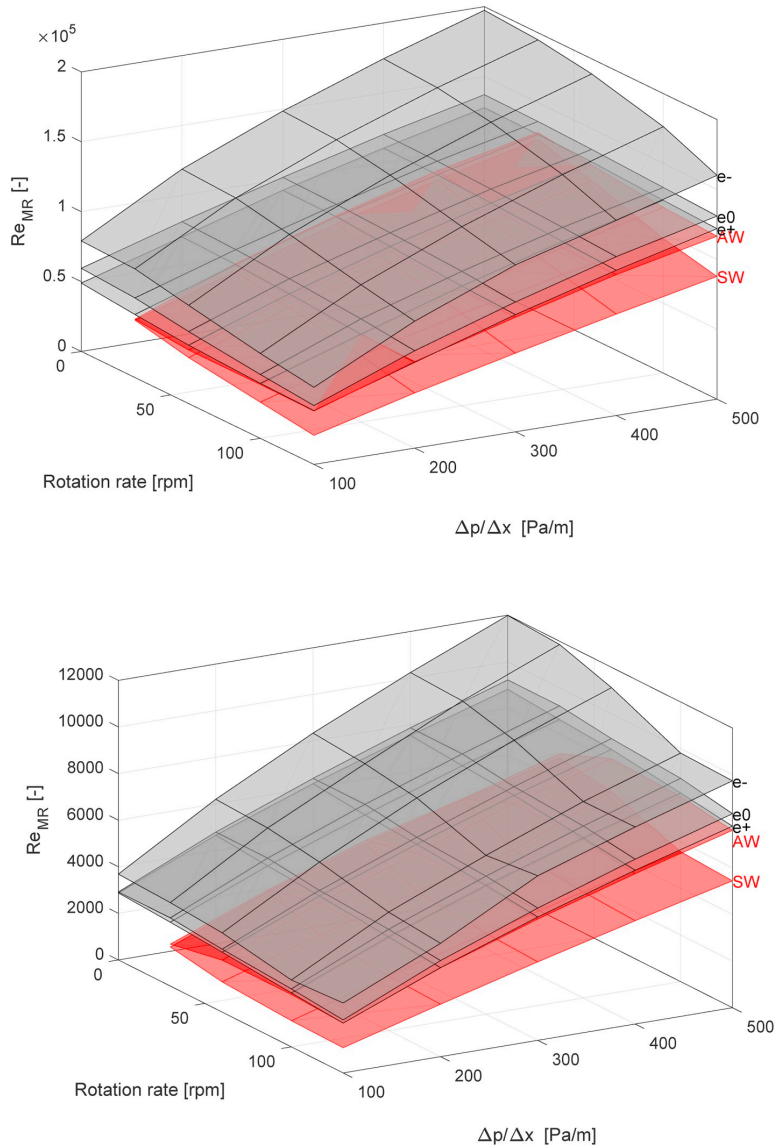 ×10⁵
2
1.5
1
0.5
0
Re_MR [-]
0
50
100
Rotation rate [rpm]
100
200
300
400
500
Δp/Δx [Pa/m]
e-
e0
e+
AW
SW
12000
10000
8000
6000
4000
2000
0
Re_MR [-]
0
50
100
Rotation rate [rpm]
100
200
300
400
500
Δp/Δx [Pa/m]
e-
e0
e+
AW
SW